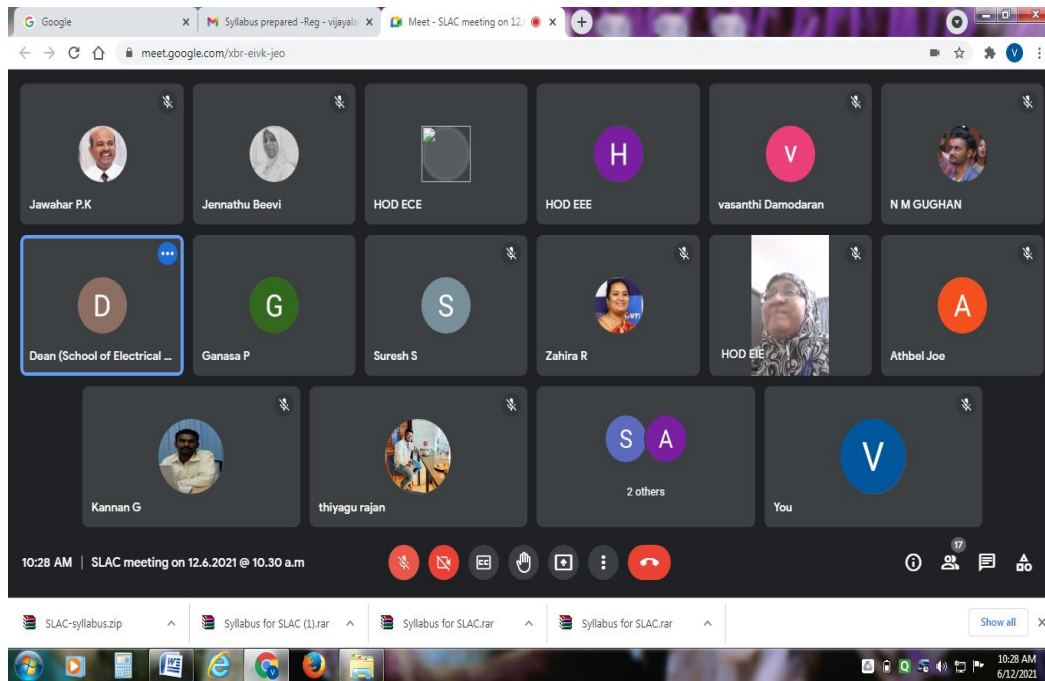 Google
Syllabus prepared -Reg - vijayala
Meet - SLAC meeting on 12.
meet.google.com/xbr-eivk-jeo
V
Jawahar P.K
Jennathu Beevi
HOD ECE
H
HOD EEE
V
vasanthi Damodaran
N M GUGHAN
D
Dean (School of Electrical ...
G
Ganasa P
S
Suresh S
Zahira R
HOD EIE
A
Athbel Joe
Kannan G
thiyagu rajan
S A
2 others
V
You
10:28 AM | SLAC meeting on 12.6.2021 @ 10.30 a.m
17
SLAC-syllabus.zip
Syllabus for SLAC (1).rar
Syllabus for SLAC.rar
Syllabus for SLAC.rar
Show all
10:28 AM
6/12/2021